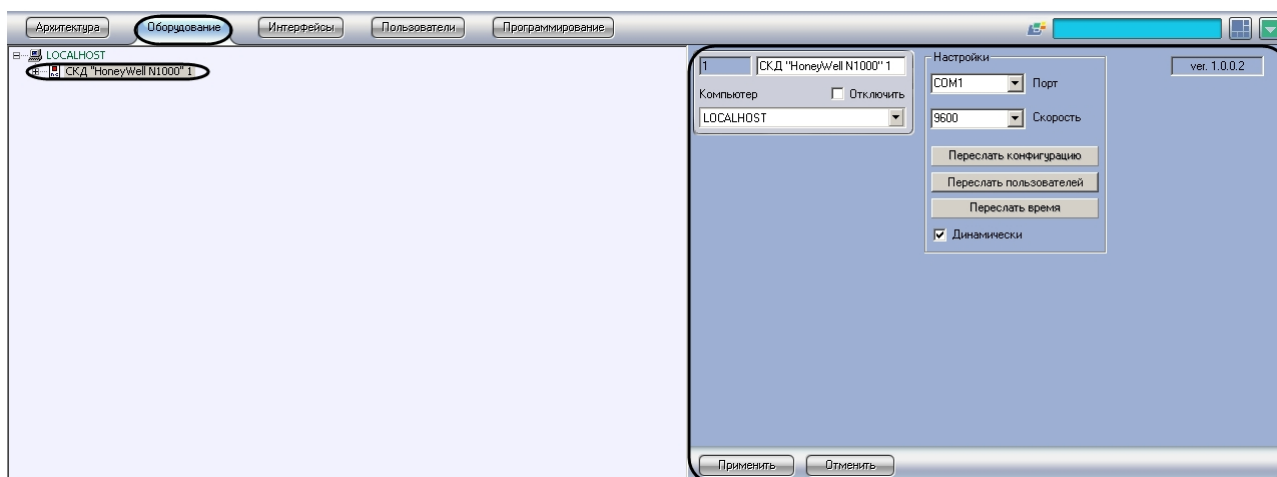 Архитектура Оборудование Интерфейсы Пользователи Программирование
LOCALHOST
СКД "HoneyWell N1000" 1
1 СКД "HoneyWell N1000" 1
Компьютер Отключить
LOCALHOST
Настройки
COM1 Порт
9600 Скорость
Переслать конфигурацию
Переслать пользователей
Переслать время
Динамически
ver. 1.0.0.2
Применить Отменить